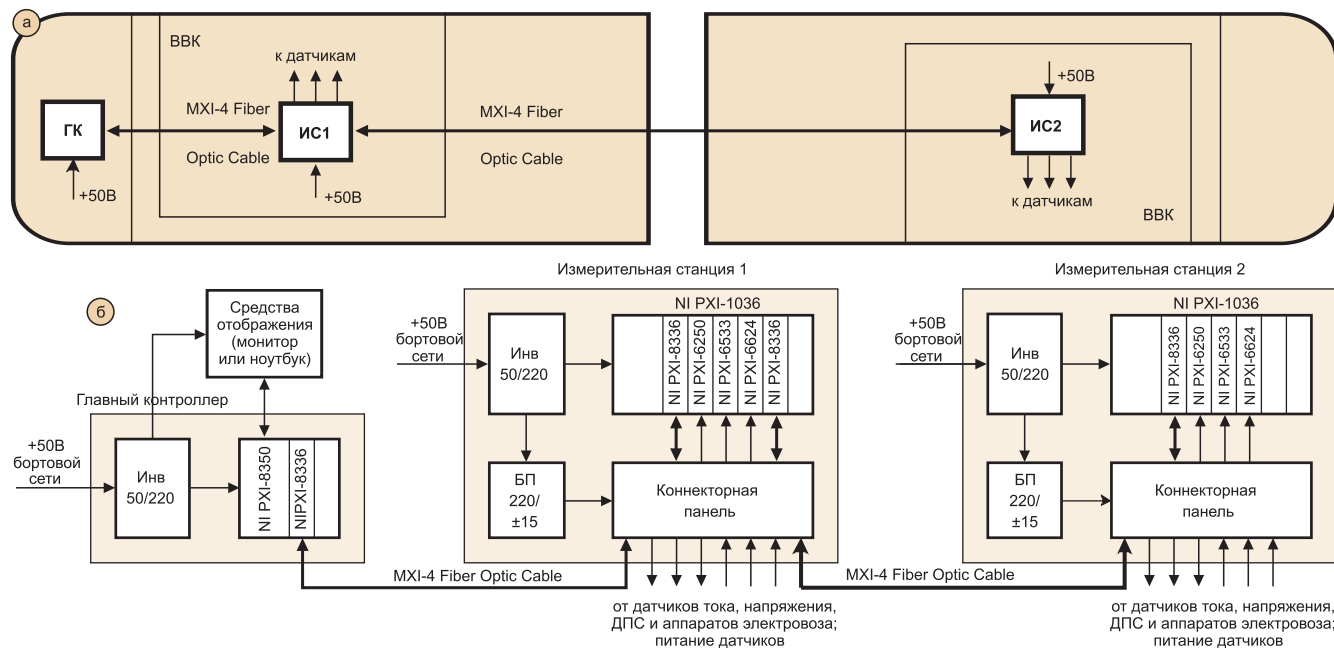 а
ВВК
к датчикам
+50В
MXI-4 Fiber
MXI-4 Fiber
ГК
ИС1
ИС2
Optic Cable
Optic Cable
+50В
+50В
к датчикам
ВВК
Измерительная станция 1
Измерительная станция 2
б
Средства
отображения
(монитор
или ноутбук)
Главный контроллер
+50В
бортовой
сети
Инв
50/220
NI PXI-8350
NIPXI-8336
+50В
бортовой
сети
Инв
50/220
NI PXI-1036
NI PXI-8336
NI PXI-6250
NI PXI-6533
NI PXI-6624
NI PXI-8336
БП
220/
±15
Коннекторная
панель
+50В
бортовой
сети
Инв
50/220
NI PXI-1036
NI PXI-8336
NI PXI-6250
NI PXI-6533
NI PXI-6624
БП
220/
±15
Коннекторная
панель
MXI-4 Fiber Optic Cable
MXI-4 Fiber Optic Cable
от датчиков тока, напряжения,
ДПС и аппаратов электровоза;
питание датчиков
от датчиков тока, напряжения,
ДПС и аппаратов электровоза;
питание датчиков